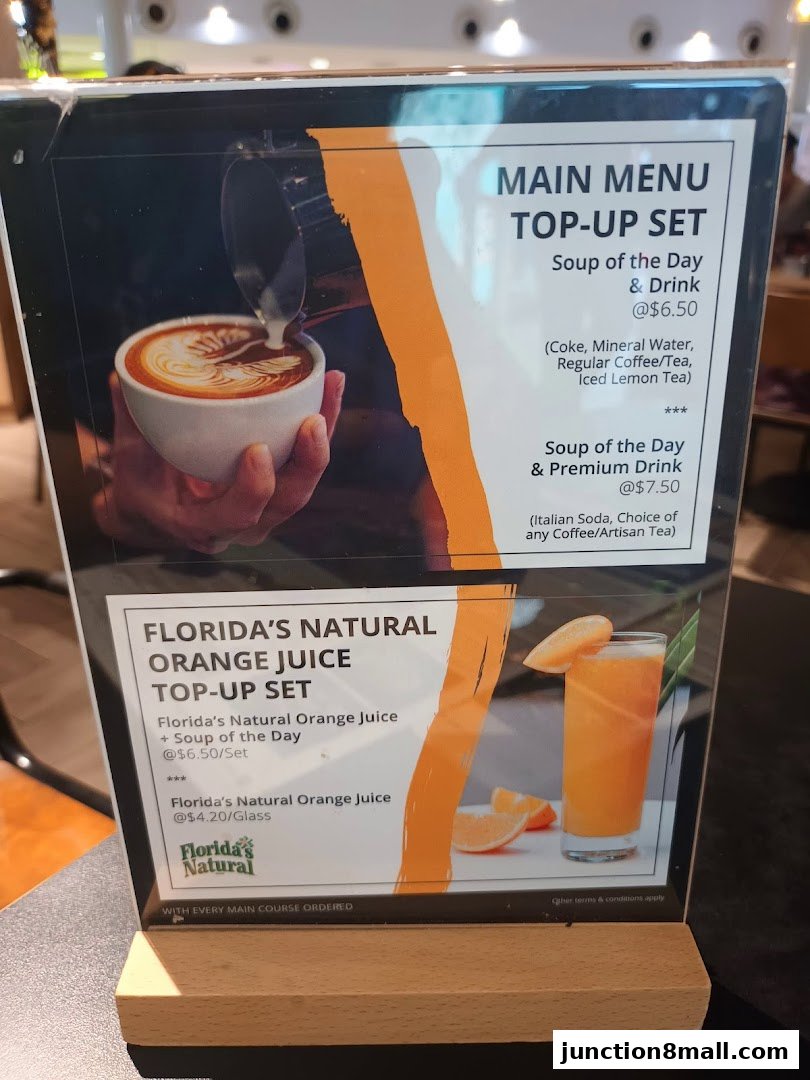 MAIN MENU
TOP-UP SET
Soup of the Day
& Drink
@$6.50
(Coke, Mineral Water,
Regular Coffee/Tea,
Iced Lemon Tea)
***
Soup of the Day
& Premium Drink
@$7.50
(Italian Soda, Choice of
any Coffee/Artisan Tea)
FLORIDA'S NATURAL
ORANGE JUICE
TOP-UP SET
Florida's Natural Orange Juice
+ Soup of the Day
@$6.50/Set
***
Florida's Natural Orange Juice
@$4.20/Glass
Florida's
Natural
WITH EVERY MAIN COURSE ORDERED
Other terms & conditions apply
junction8mall.com